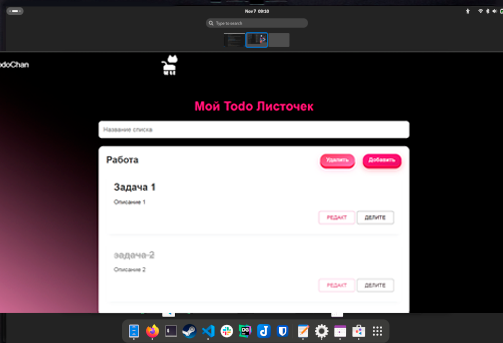 Nov 7 09:10
Type to search
odoChan
Мой Todo Листочек
Название списка
Работа
Удалить
Добавить
Задача 1
Описание 1
РЕДАКТ
ДЕЛИТЕ
задача 2
Описание 2
РЕДАКТ
ДЕЛИТЕ